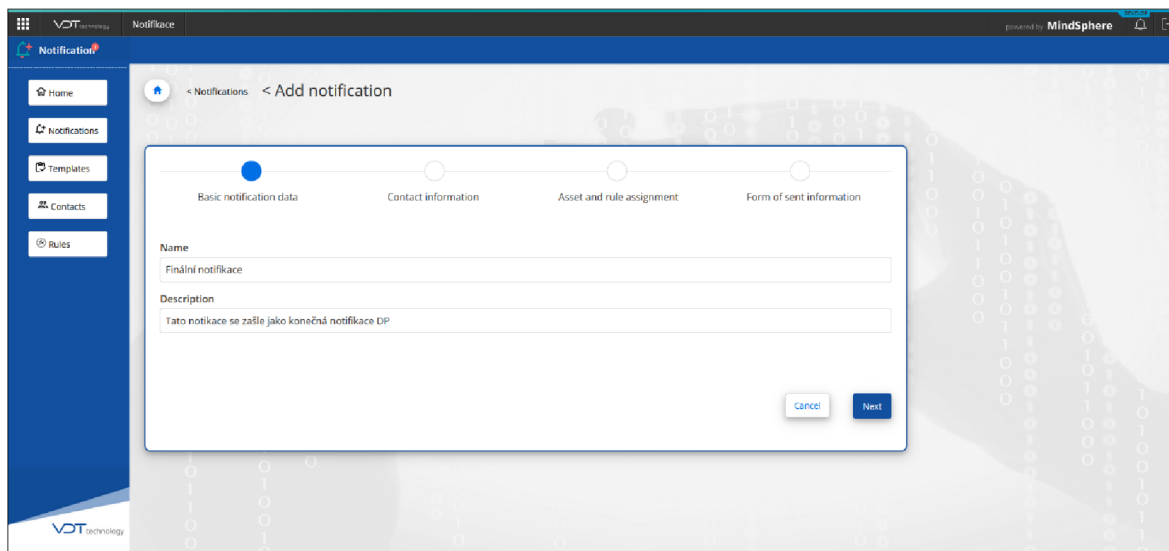 VDT technology Notifikace powered by MindSphere
Notification
Home
Notifications
Templates
Contacts
Rules
< Notifications < Add notification
Basic notification data Contact information Asset and rule assignment Form of sent information
Name
Finální notifikace
Description
Tato notikace se zašle jako konečná notifikace DP
Cancel Next
VDT technology